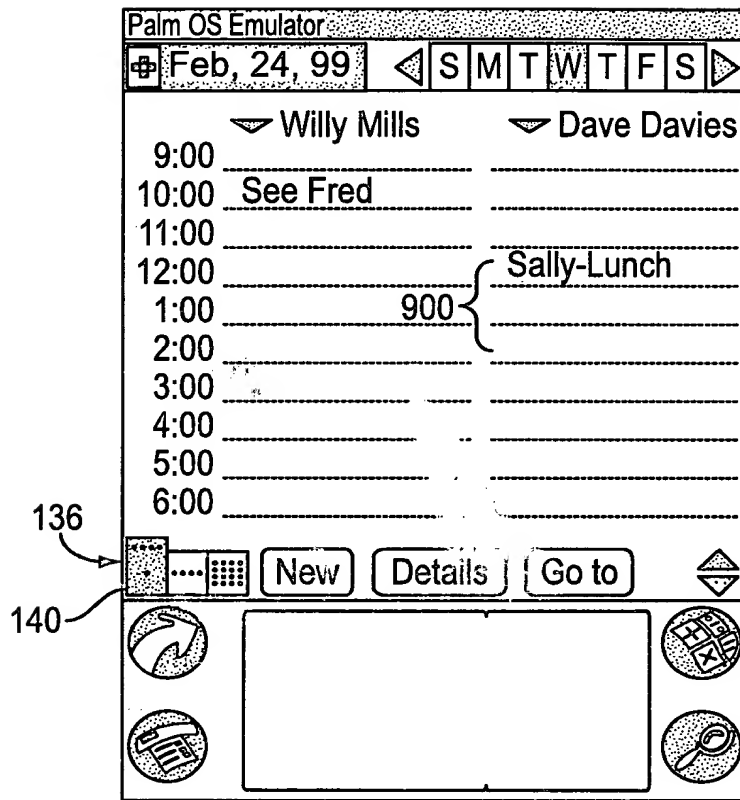 Palm OS Emulator
Feb, 24, 99 S M T W T F S
Willy Mills Dave Davies
9:00
10:00 See Fred
11:00
12:00 Sally-Lunch
1:00 900
2:00
3:00
4:00
5:00
6:00
136
New Details Go to
140